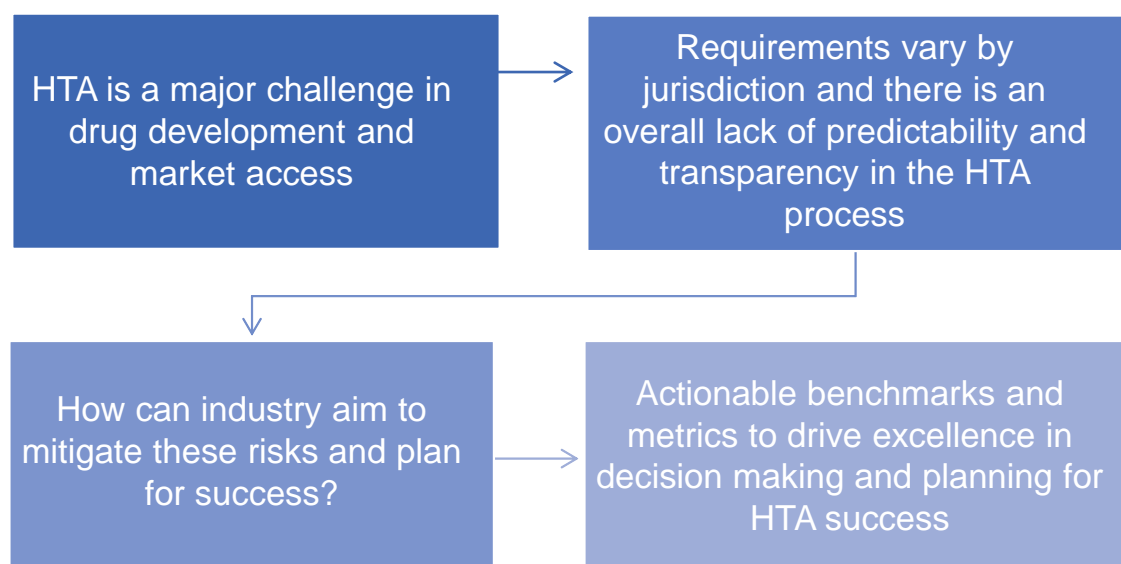 HTA is a major challenge in
drug development and
market access
Requirements vary by
jurisdiction and there is an
overall lack of predictability and
transparency in the HTA
process
How can industry aim to
mitigate these risks and plan
for success?
Actionable benchmarks and
metrics to drive excellence in
decision making and planning for
HTA success